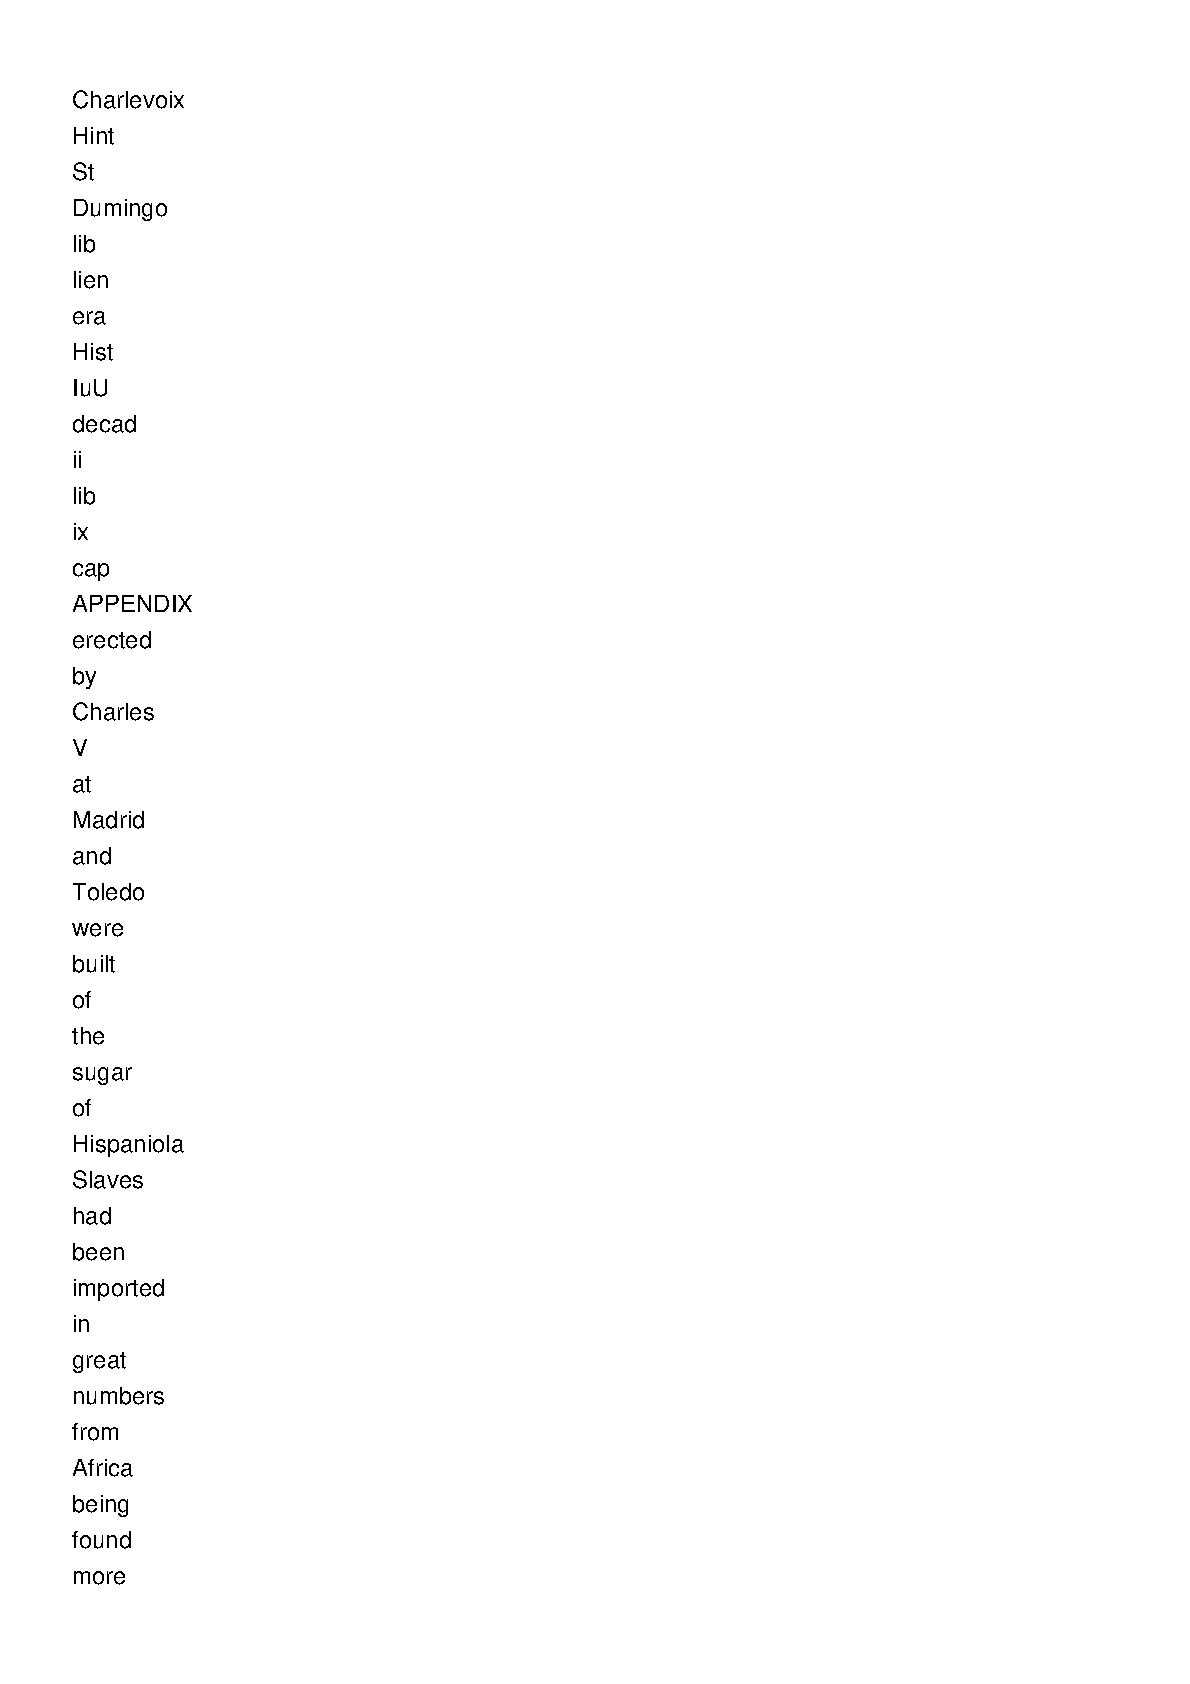 Charlevoix
Hint
St
Dumingo
lib
lien
era
Hist
IuU
decad
ii
lib
ix
cap
APPENDIX
erected
by
Charles
V
at
Madrid
and
Toledo
were
built
of
the
sugar
of
Hispaniola
Slaves
had
been
imported
in
great
numbers
from
Africa
being
found
more